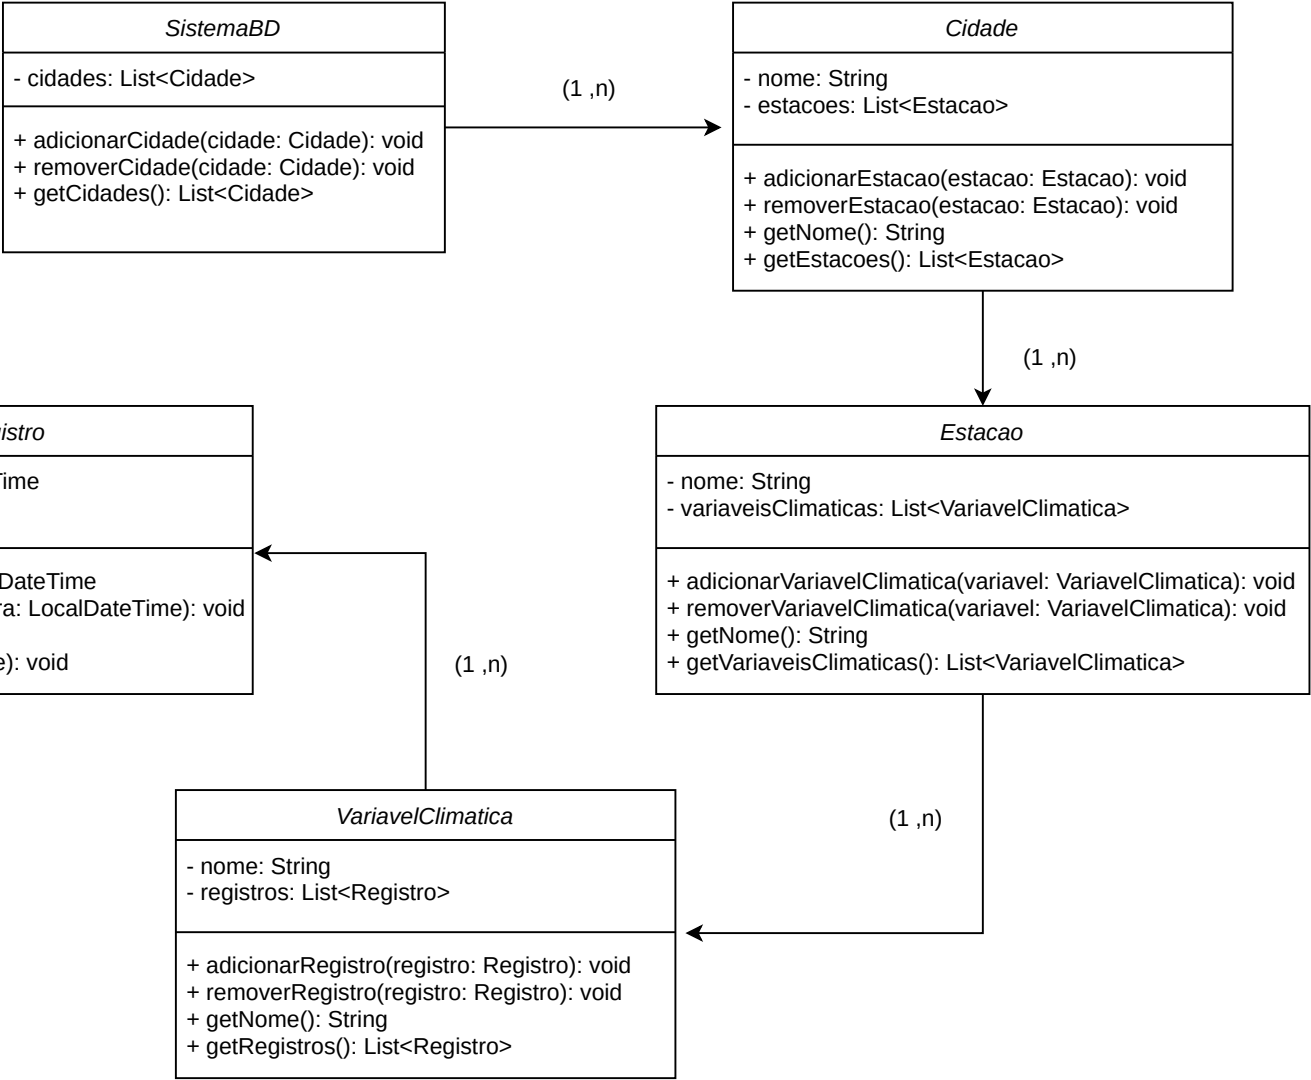 SistemaBD
- cidades: List<Cidade>
+ adicionarCidade(cidade: Cidade): void
+ removerCidade(cidade: Cidade): void
+ getCidades(): List<Cidade>
(1 ,n)
Cidade
- nome: String
- estacoes: List<Estacao>
+ adicionarEstacao(estacao: Estacao): void
+ removerEstacao(estacao: Estacao): void
+ getNome(): String
+ getEstacoes(): List<Estacao>
(1 ,n)
Estacao
- nome: String
- variaveisClimaticas: List<VariavelClimatica>
+ adicionarVariavelClimatica(variavel: VariavelClimatica): void
+ removerVariavelClimatica(variavel: VariavelClimatica): void
+ getNome(): String
+ getVariaveisClimaticas(): List<VariavelClimatica>
(1 ,n)
VariavelClimatica
- nome: String
- registros: List<Registro>
+ adicionarRegistro(registro: Registro): void
+ removerRegistro(registro: Registro): void
+ getNome(): String
+ getRegistros(): List<Registro>
(1 ,n)
istro
ime
DateTime
ra: LocalDateTime): void
e): void